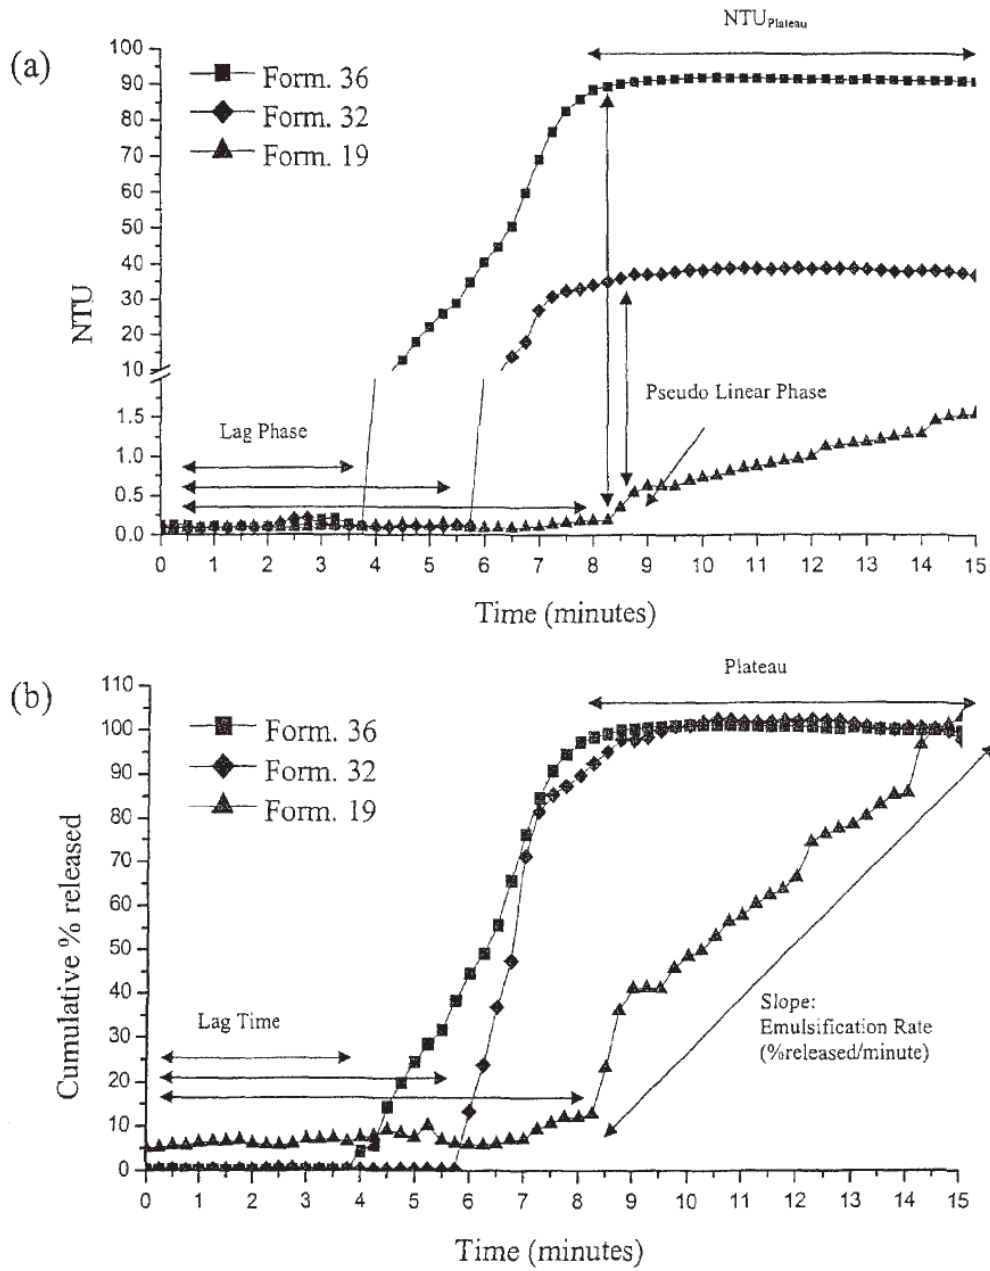 (a)
NTU_Plateau
Form. 36
Form. 32
Form. 19
100
90
80
70
60
50
40
30
20
10
1.5
1.0
0.5
0.0
NTU
Lag Phase
Pseudo Linear Phase
0 1 2 3 4 5 6 7 8 9 10 11 12 13 14 15
Time (minutes)
(b)
Plateau
Form. 36
Form. 32
Form. 19
110
100
90
80
70
60
50
40
30
20
10
0
Cumulative % released
Lag Time
Slope:
Emulsification Rate
(%released/minute)
0 1 2 3 4 5 6 7 8 9 10 11 12 13 14 15
Time (minutes)